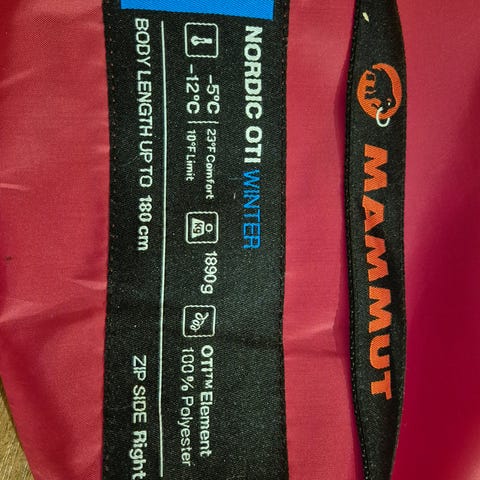 NORDIC OTI WINTER
-5°C 23°F Comfort
-12°C 10°F Limit
KG
1890g
OTI™ Element
100% Polyester
BODY LENGTH UP TO 180 cm
ZIP SIDE Right
MAMMUT